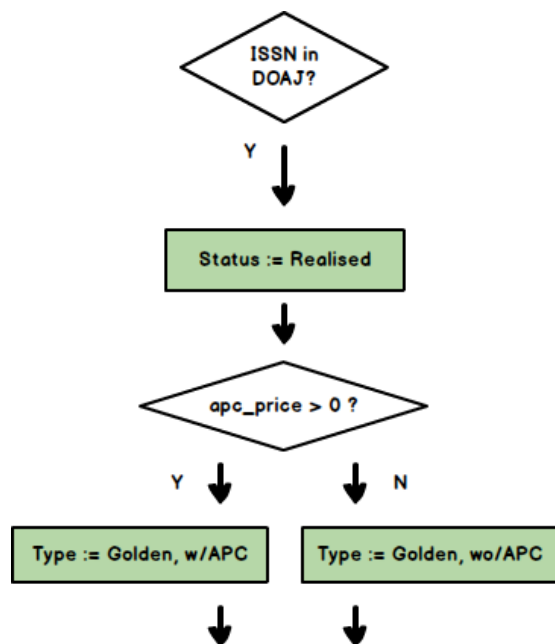 ISSN in
DOAJ?
Y
Status := Realised
apc_price > 0 ?
Y
N
Type := Golden, w/APC
Type := Golden, wo/APC